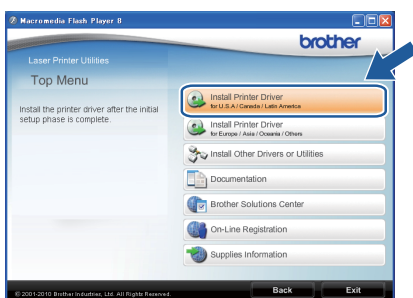 Macromedia Flash Player 8
brother
Laser Printer Utilities
Top Menu
Install the printer driver after the initial
setup phase is complete.
Install Printer Driver
for U.S.A / Canada / Latin America
Install Printer Driver
for Europe / Asia / Oceania / Others
Install Other Drivers or Utilities
Documentation
Brother Solutions Center
On-Line Registration
Supplies Information
© 2001-2010 Brother Industries, Ltd. All Rights Reserved.
Back
Exit